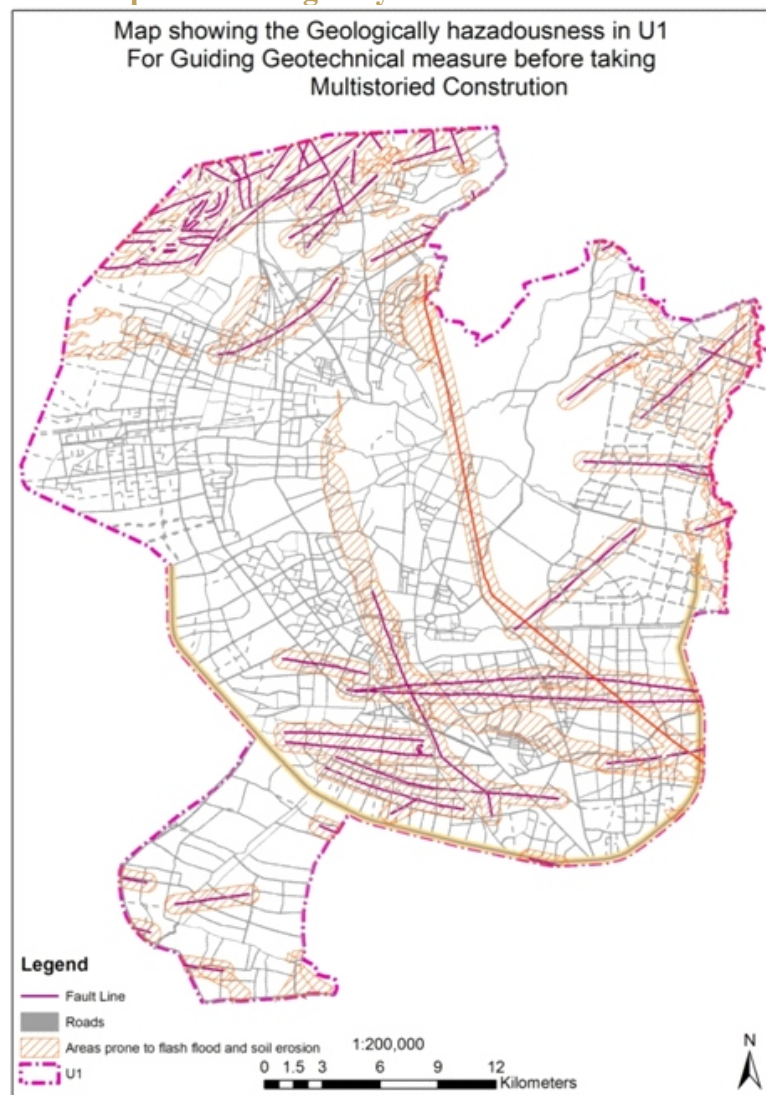 Map showing the Geologically hazadousness in U1
For Guiding Geotechnical measure before taking
Multistoried Constrution
Legend
Fault Line
Roads
Areas prone to flash flood and soil erosion
U1
1:200,000
0 1.5 3 6 9 12
Kilometers
N